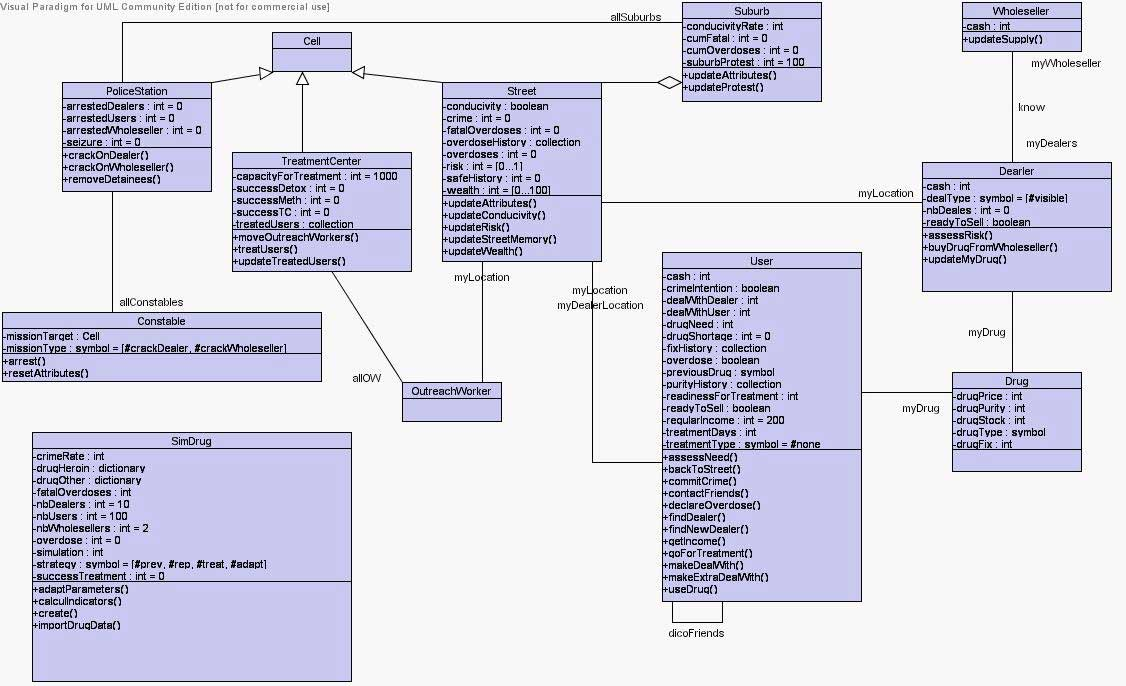 Visual Paradigm for UML Community Edition [not for commercial use]
allSuburbs
Suburb
-conducivityRate : int
-cumFatal : int = 0
-cumOverdoses : int = 0
-suburbProtest : int = 100
+updateAttributes()
+updateProtest()
Wholeseller
-cash : int
+updateSupply()
myWholeseller
know
myDealers
Cell
PoliceStation
-arrestedDealers : int = 0
-arrestedUsers : int = 0
-arrestedWholeseller : int = 0
-seizure : int = 0
+crackOnDealer()
+crackOnWholeseller()
+removeDetainees()
Street
-conducivity : boolean
-crime : int = 0
-fatalOverdoses : int = 0
-overdoseHistory : collection
-overdoses : int = 0
-risk : int = [0...1]
-safeHistory : int = 0
-wealth : int = [0...100]
+updateAttributes()
+updateConducivity()
+updateRisk()
+updateStreetMemory()
+updateWealth()
TreatmentCenter
-capacityForTreatment : int = 1000
-successDetox : int = 0
-successMeth : int = 0
-successTC : int = 0
-treatedUsers : collection
+moveOutreachWorkers()
+treatUsers()
+updateTreatedUsers()
myLocation
Dearler
-cash : int
-dealType : symbol = [#visible]
-nbDeales : int = 0
-readyToSell : boolean
+assessRisk()
+buyDrugFromWholeseller()
+updateMyDrug()
myLocation
myLocation
myDealerLocation
User
-cash : int
-crimeIntention : boolean
-dealWithDealer : int
-dealWithUser : int
-drugNeed : int
-drugShortage : int = 0
-fixHistory : collection
-overdose : boolean
-previousDrug : symbol
-purityHistory : collection
-readinessForTreatment : int
-readyToSell : boolean
-regularIncome : int = 200
-treatmentDays : int
-treatmentType : symbol = #none
+assessNeed()
+backToStreet()
+commitCrime()
+contactFriends()
+declareOverdose()
+findDealer()
+findNewDealer()
+getIncome()
+goForTreatment()
+makeDealWith()
+makeExtraDealWith()
+useDrug()
dicoFriends
allConstables
Constable
-missionTarget : Cell
-missionType : symbol = [#crackDealer, #crackWholeseller]
+arrest()
+resetAttributes()
allOW
OutreachWorker
myDrug
myDrug
Drug
-drugPrice : int
-drugPurity : int
-drugStock : int
-drugType : symbol
-drugFix : int
SimDrug
-crimeRate : int
-drugHeroin : dictionary
-drugOther : dictionary
-fatalOverdoses : int
-nbDealers : int = 10
-nbUsers : int = 100
-nbWholesellers : int = 2
-overdose : int = 0
-simulation : int
-strategy : symbol = [#prev, #rep, #treat, #adapt]
-successTreatment : int = 0
+adaptParameters()
+calculIndicators()
+create()
+importDrugData()